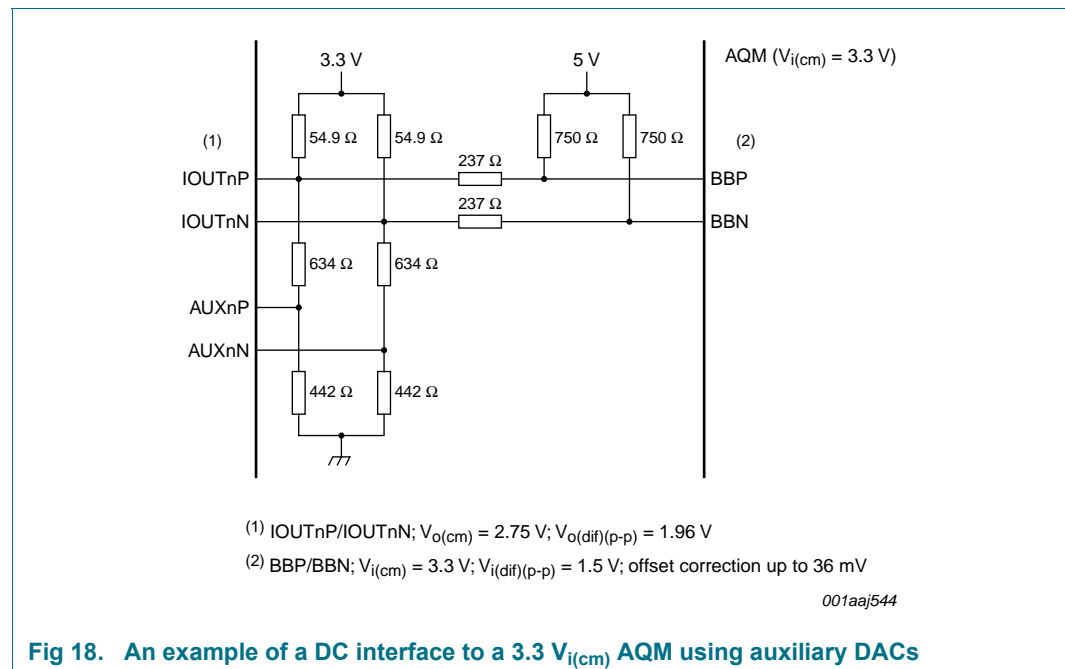 3.3 V 5 V AQM (Vi(cm) = 3.3 V)
(1) 54.9 Ω 54.9 Ω 750 Ω 750 Ω (2)
237 Ω
IOUTnP BBP
237 Ω
IOUTnN BBN
634 Ω 634 Ω
AUXnP
AUXnN
442 Ω 442 Ω
(1) IOUTnP/IOUTnN; Vo(cm) = 2.75 V; Vo(dif)(p-p) = 1.96 V
(2) BBP/BBN; Vi(cm) = 3.3 V; Vi(dif)(p-p) = 1.5 V; offset correction up to 36 mV
001aaj544
Fig 18. An example of a DC interface to a 3.3 Vi(cm) AQM using auxiliary DACs